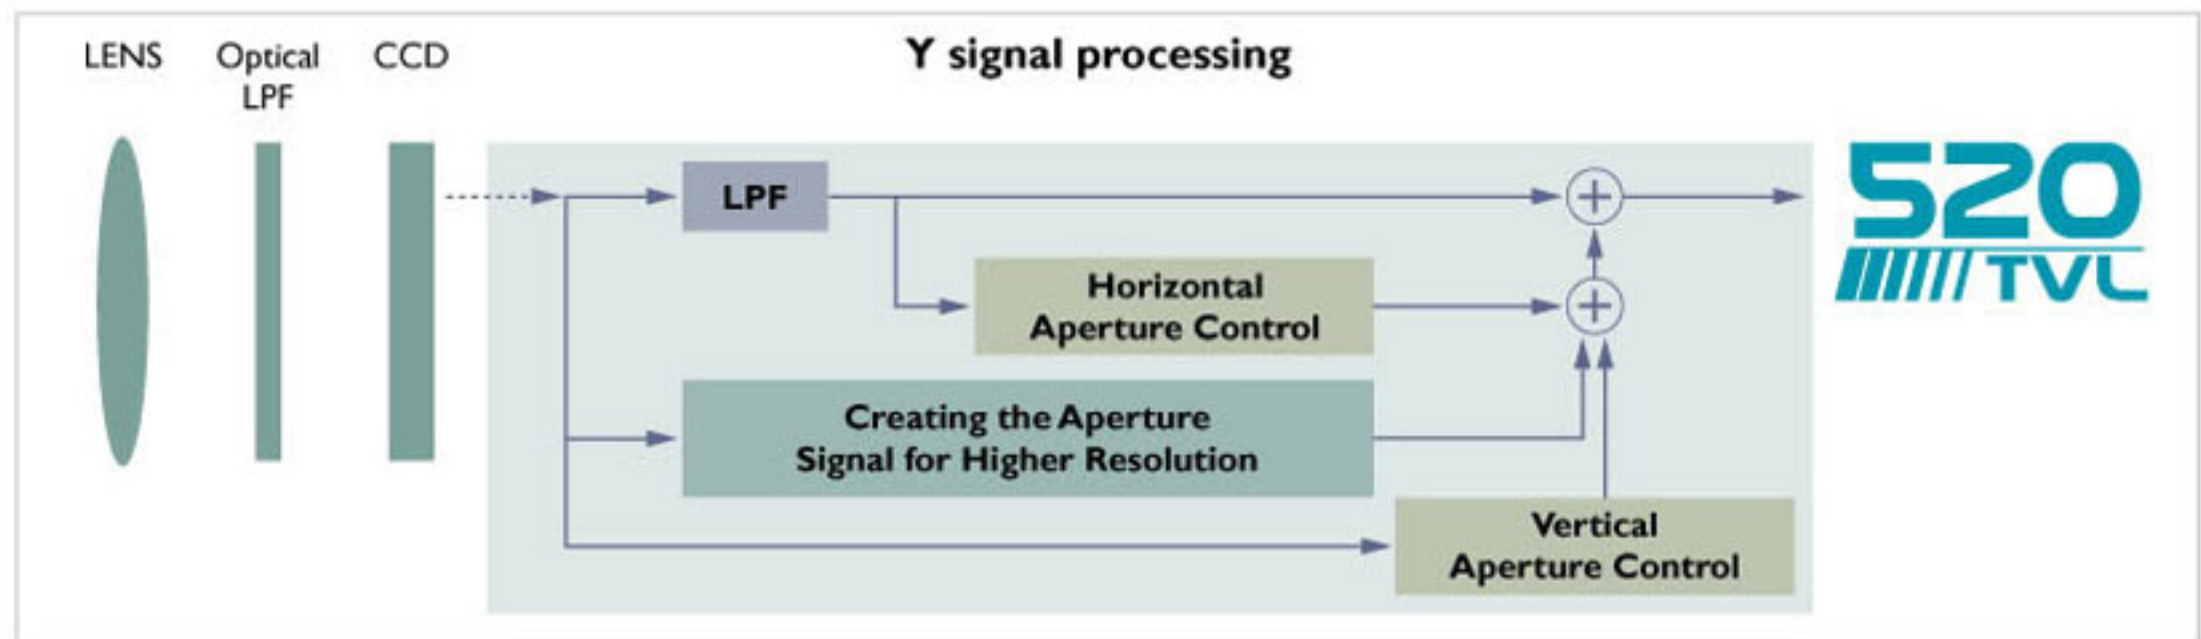 LENS
Optical
LPF
CCD
Y signal processing
LPF
Horizontal
Aperture Control
Creating the Aperture
Signal for Higher Resolution
Vertical
Aperture Control
520
TVL